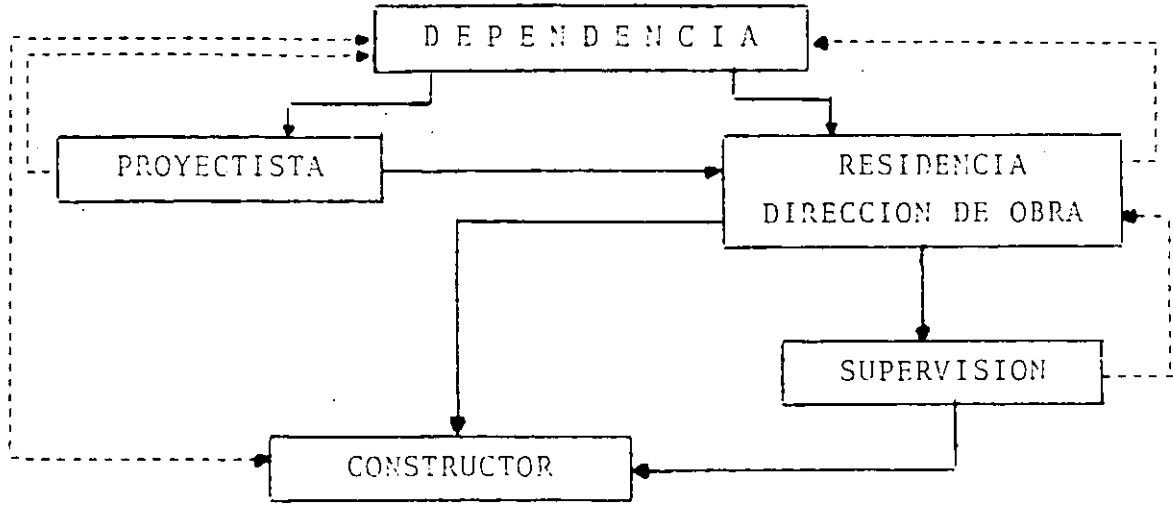 DEPENDENCIA
PROYECTISTA
RESIDENCIA
DIRECCION DE OBRA
SUPERVISION
CONSTRUCTOR